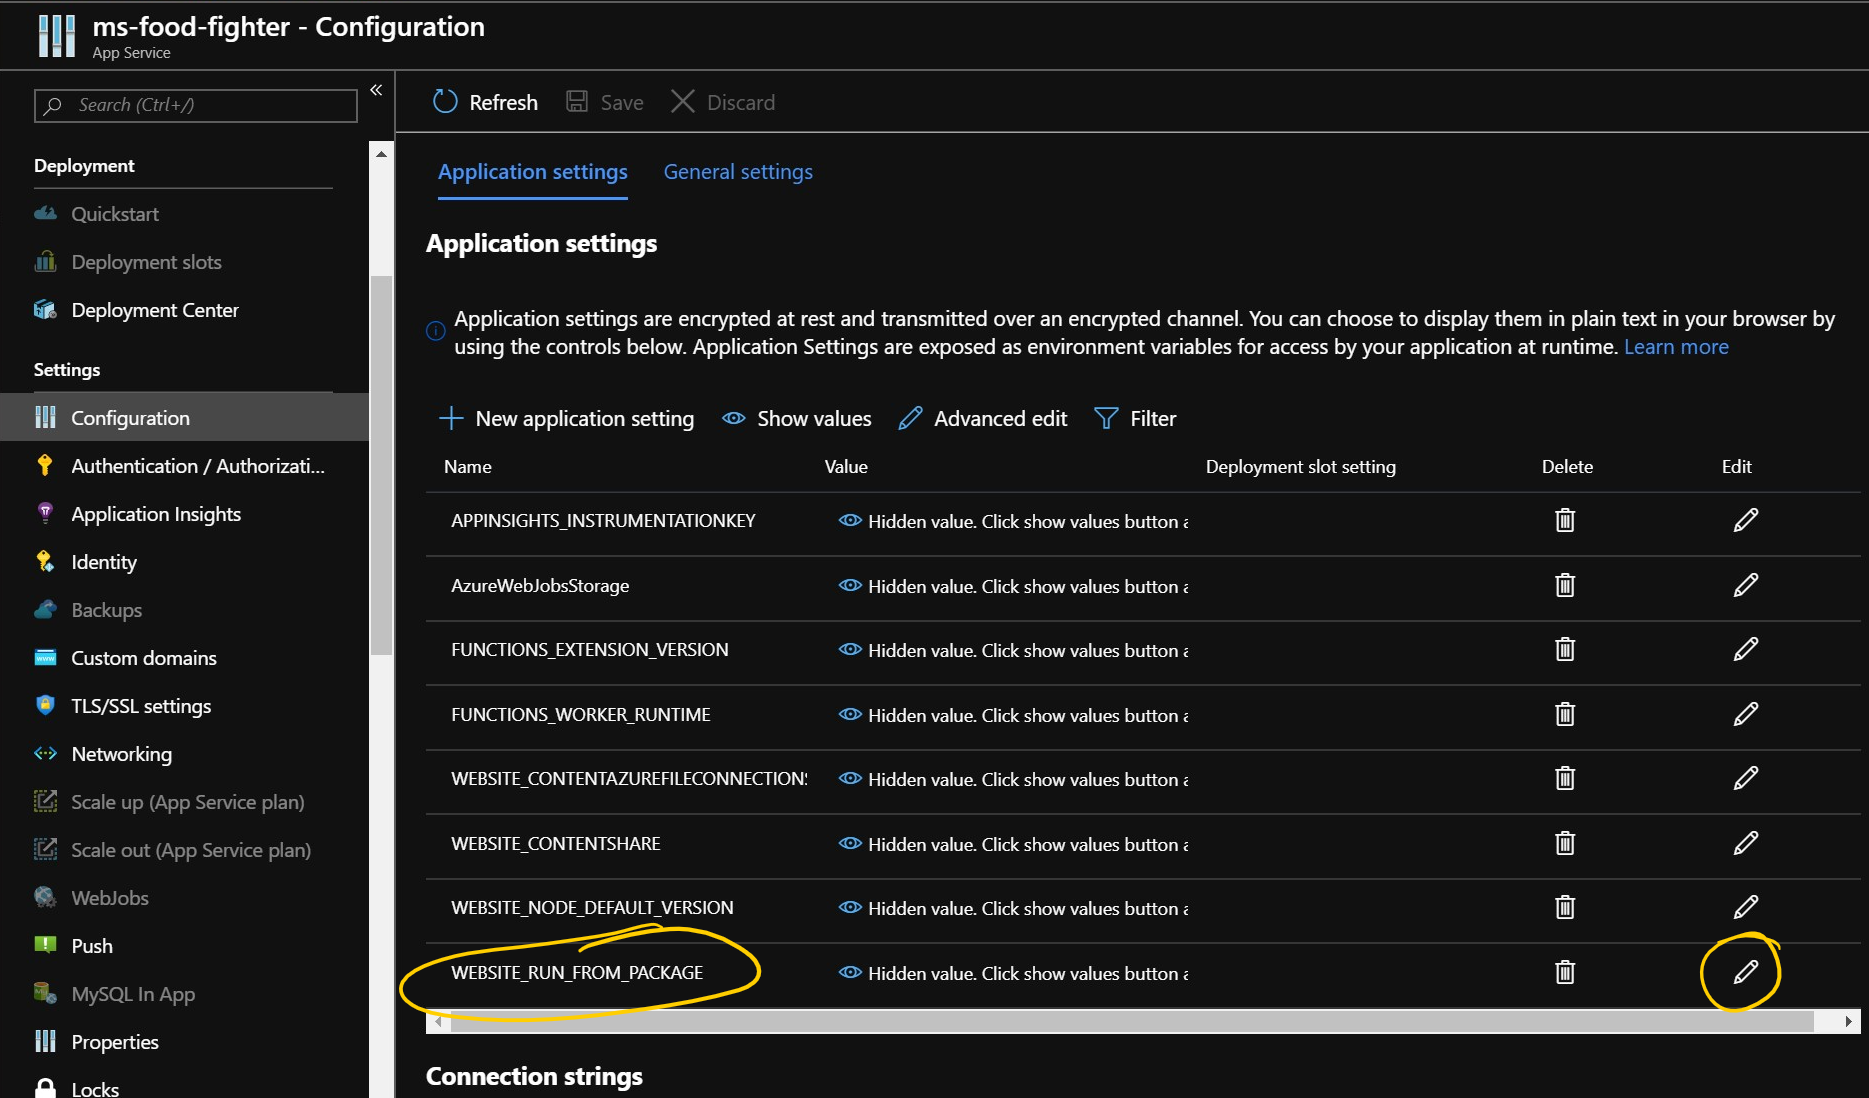 ms-food-fighter - Configuration
App Service
Search (Ctrl+/)
«
Deployment
Quickstart
Deployment slots
Deployment Center
Settings
Configuration
Authentication / Authorizati...
Application Insights
Identity
Backups
Custom domains
TLS/SSL settings
Networking
Scale up (App Service plan)
Scale out (App Service plan)
WebJobs
Push
MySQL In App
Properties
Locks
Refresh Save Discard
Application settings General settings
Application settings
Application settings are encrypted at rest and transmitted over an encrypted channel. You can choose to display them in plain text in your browser by
using the controls below. Application Settings are exposed as environment variables for access by your application at runtime. Learn more
New application setting Show values Advanced edit Filter
Name Value Deployment slot setting Delete Edit
APPINSIGHTS_INSTRUMENTATIONKEY Hidden value. Click show values button a
AzureWebJobsStorage Hidden value. Click show values button a
FUNCTIONS_EXTENSION_VERSION Hidden value. Click show values button a
FUNCTIONS_WORKER_RUNTIME Hidden value. Click show values button a
WEBSITE_CONTENTAZUREFILECONNECTIONS Hidden value. Click show values button a
WEBSITE_CONTENTSHARE Hidden value. Click show values button a
WEBSITE_NODE_DEFAULT_VERSION Hidden value. Click show values button a
WEBSITE_RUN_FROM_PACKAGE Hidden value. Click show values button a
Connection strings